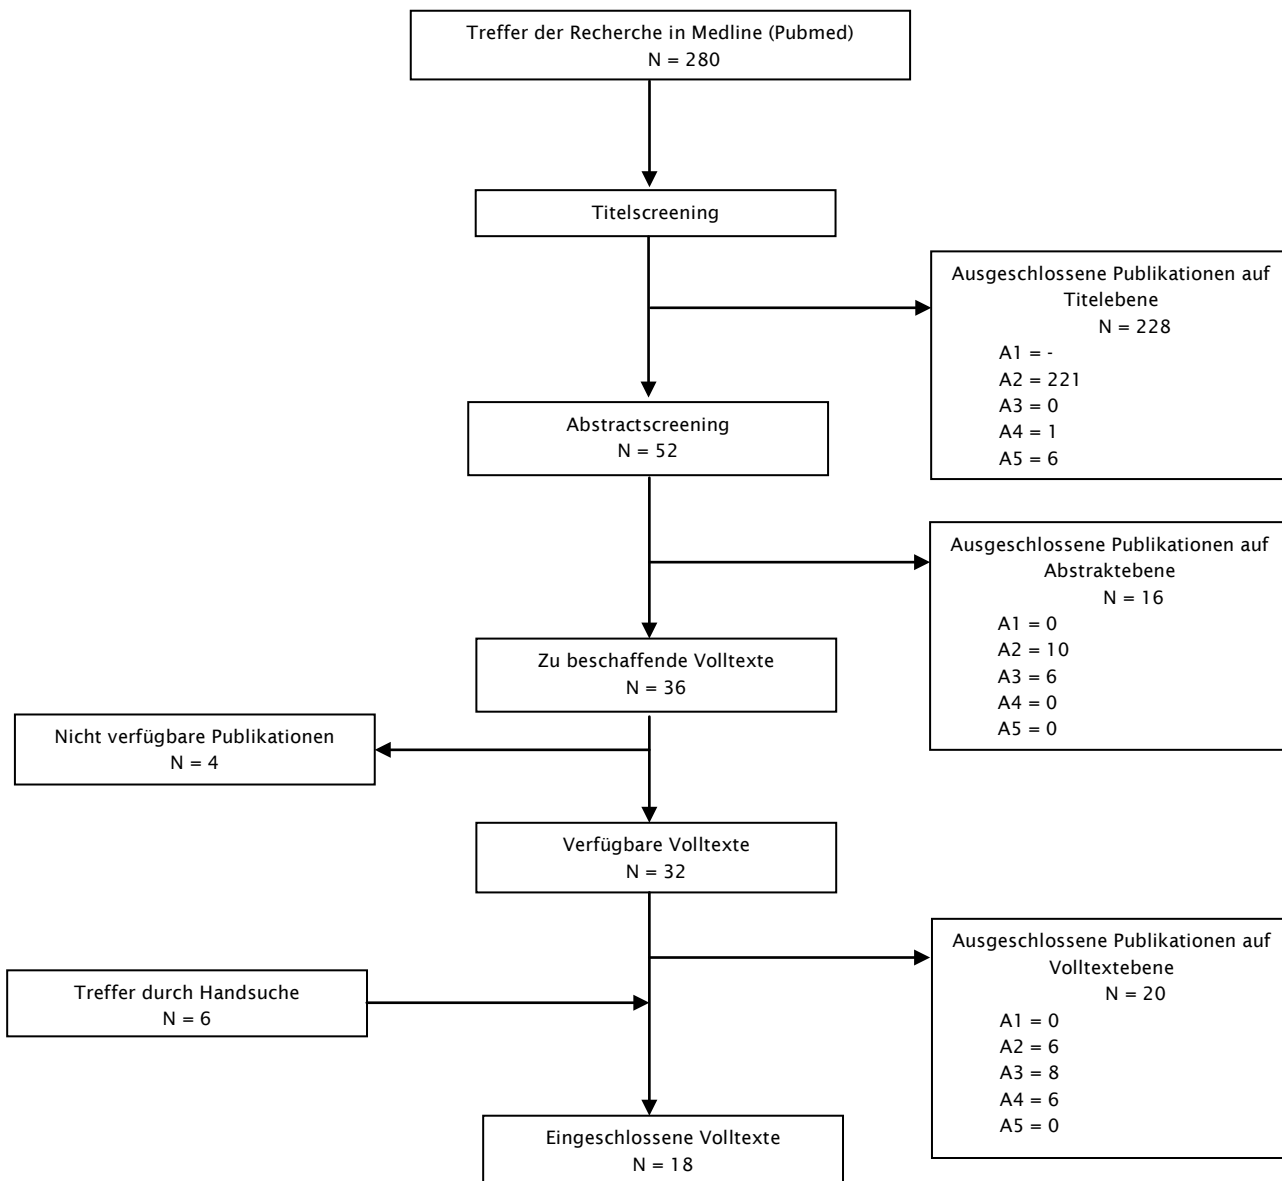 Treffer der Recherche in Medline (Pubmed)
N = 280
Titelscreening
Ausgeschlossene Publikationen auf
Titelebene
N = 228
A1 = -
A2 = 221
A3 = 0
A4 = 1
A5 = 6
Abstractscreening
N = 52
Ausgeschlossene Publikationen auf
Abstraktebene
N = 16
A1 = 0
A2 = 10
A3 = 6
A4 = 0
A5 = 0
Zu beschaffende Volltexte
N = 36
Nicht verfügbare Publikationen
N = 4
Verfügbare Volltexte
N = 32
Ausgeschlossene Publikationen auf
Volltextebene
N = 20
A1 = 0
A2 = 6
A3 = 8
A4 = 6
A5 = 0
Treffer durch Handsuche
N = 6
Eingeschlossene Volltexte
N = 18